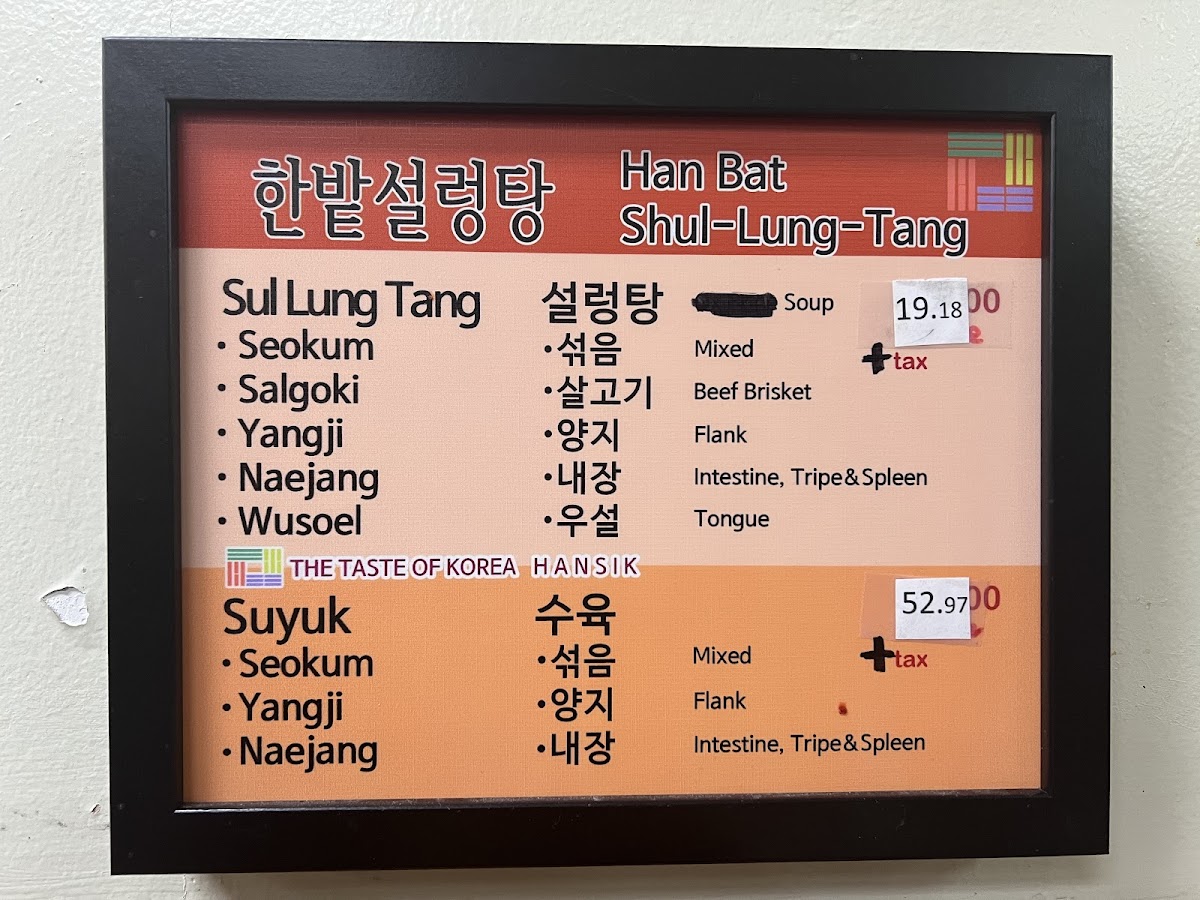 한밭설렁탕 Han Bat
Shul-Lung-Tang
Sul Lung Tang 설렁탕 Soup 19.18 00
· Seokum ·섞음 Mixed +tax
· Salgoki ·살고기 Beef Brisket
· Yangji ·양지 Flank
· Naejang ·내장 Intestine, Tripe&Spleen
· Wusoel ·우설 Tongue
THE TASTE OF KOREA HANSIK
Suyuk 수육 52.97 00
· Seokum ·섞음 Mixed +tax
· Yangji ·양지 Flank
· Naejang ·내장 Intestine, Tripe&Spleen